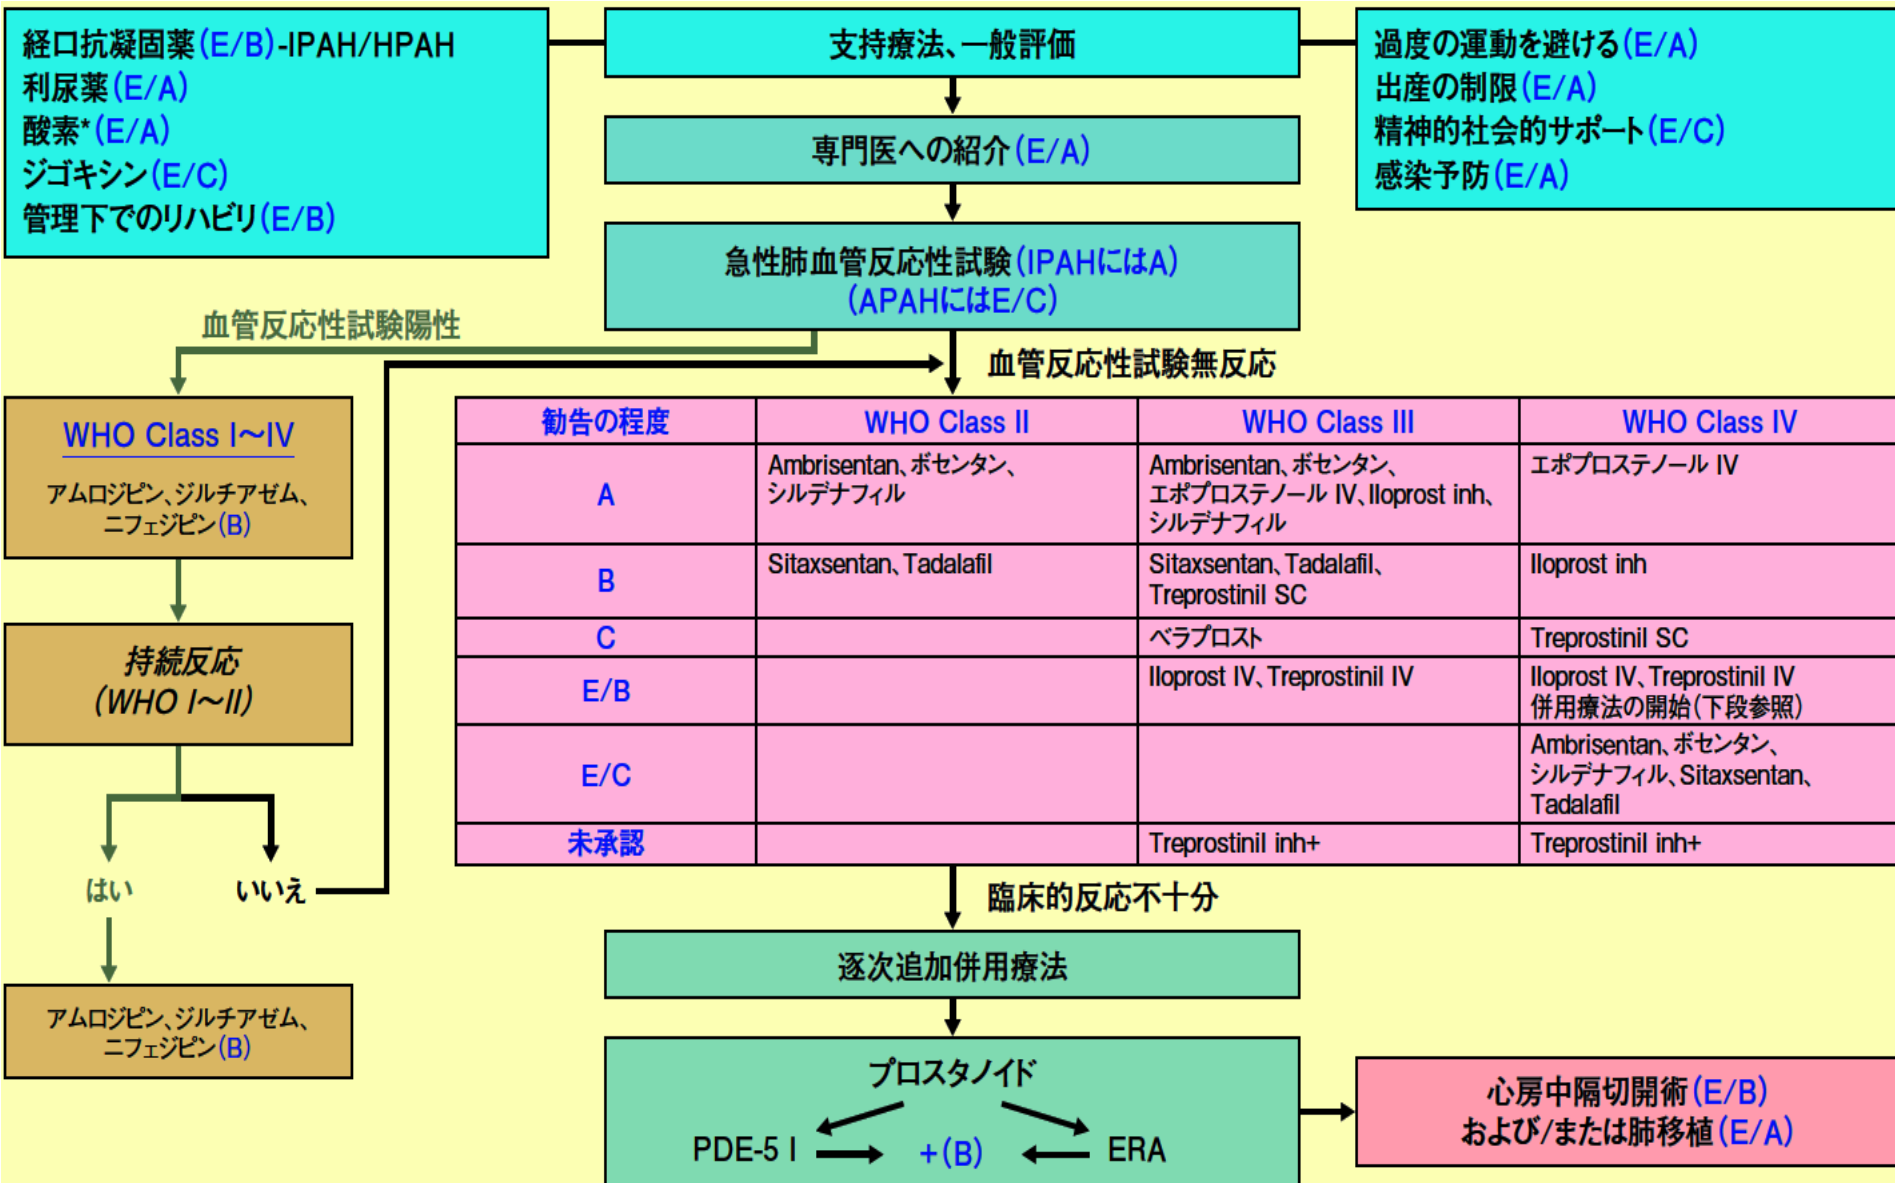 経口抗凝固薬(E/B)-IPAH/HPAH
利尿薬(E/A)
酸素*(E/A)
ジゴキシン(E/C)
管理下でのリハビリ(E/B)
支持療法、一般評価
過度の運動を避ける(E/A)
出産の制限(E/A)
精神的社会的サポート(E/C)
感染予防(E/A)
専門医への紹介(E/A)
急性肺血管反応性試験(IPAHにはA)
(APAHにはE/C)
血管反応性試験陽性
血管反応性試験無反応
WHO Class I～IV
アムロジピン、ジルチアゼム、
ニフェジピン(B)
持続反応
(WHO I～II)
はい
いいえ
アムロジピン、ジルチアゼム、
ニフェジピン(B)
勧告の程度
WHO Class II
WHO Class III
WHO Class IV
A
Ambrisentan、ボセンタン、
シルデナフィル
Ambrisentan、ボセンタン、
エポプロステノール IV、Iloprost inh、
シルデナフィル
エポプロステノール IV
B
Sitaxsentan、Tadalafil
Sitaxsentan、Tadalafil、
Treprostinil SC
Iloprost inh
C
ベラプロスト
Treprostinil SC
E/B
Iloprost IV、Treprostinil IV
Iloprost IV、Treprostinil IV
併用療法の開始(下段参照)
E/C
Ambrisentan、ボセンタン、
シルデナフィル、Sitaxsentan、
Tadalafil
未承認
Treprostinil inh+
Treprostinil inh+
臨床的反応不十分
逐次追加併用療法
プロスタノイド
PDE-5 I
+(B)
ERA
心房中隔切開術(E/B)
および/または肺移植(E/A)